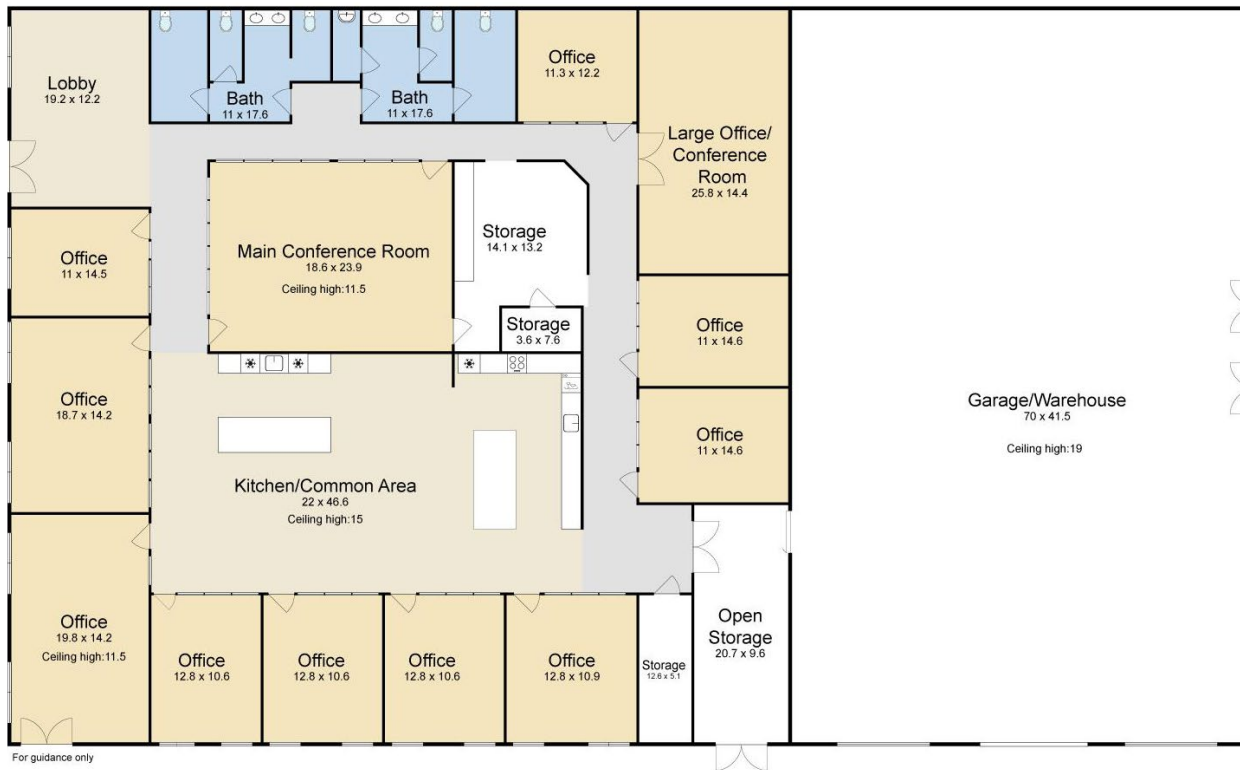 Lobby
19.2 x 12.2
Bath
11 x 17.6
Bath
11 x 17.6
Office
11.3 x 12.2
Large Office/
Conference
Room
25.8 x 14.4
Office
11 x 14.5
Main Conference Room
18.6 x 23.9
Ceiling high:11.5
Storage
14.1 x 13.2
Storage
3.6 x 7.6
Office
11 x 14.6
Office
18.7 x 14.2
Office
11 x 14.6
Garage/Warehouse
70 x 41.5
Ceiling high:19
Kitchen/Common Area
22 x 46.6
Ceiling high:15
Office
19.8 x 14.2
Ceiling high:11.5
Office
12.8 x 10.6
Office
12.8 x 10.6
Office
12.8 x 10.6
Office
12.8 x 10.9
Storage
12.6 x 5.1
Open
Storage
20.7 x 9.6
For guidance only